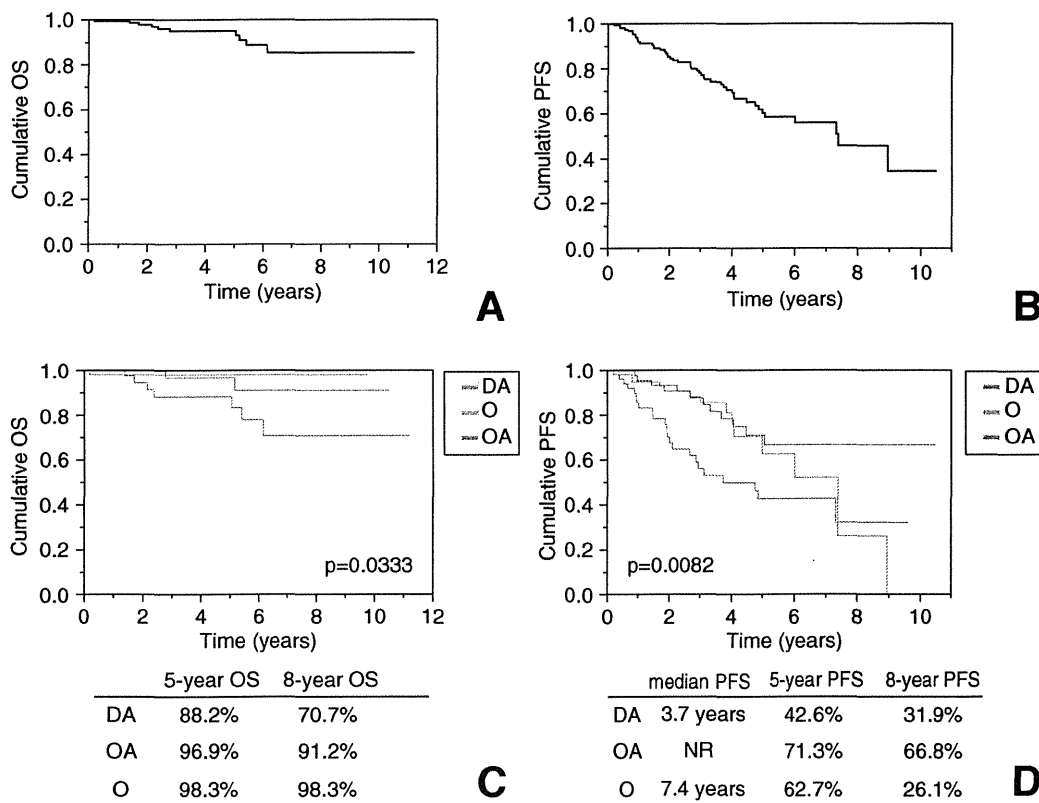 1.0
0.8
0.6
0.4
0.2
0.0
Cumulative OS
0 2 4 6 8 10 12
Time (years)
A
1.0
0.8
0.6
0.4
0.2
0.0
Cumulative PFS
0 2 4 6 8 10
Time (years)
B
1.0
0.8
0.6
0.4
0.2
0.0
Cumulative OS
p=0.0333
0 2 4 6 8 10 12
Time (years)
DA
O
OA
5-year OS 8-year OS
DA 88.2% 70.7%
OA 96.9% 91.2%
O 98.3% 98.3%
C
1.0
0.8
0.6
0.4
0.2
0.0
Cumulative PFS
p=0.0082
0 2 4 6 8 10
Time (years)
DA
O
OA
median PFS 5-year PFS 8-year PFS
DA 3.7 years 42.6% 31.9%
OA NR 71.3% 66.8%
O 7.4 years 62.7% 26.1%
D